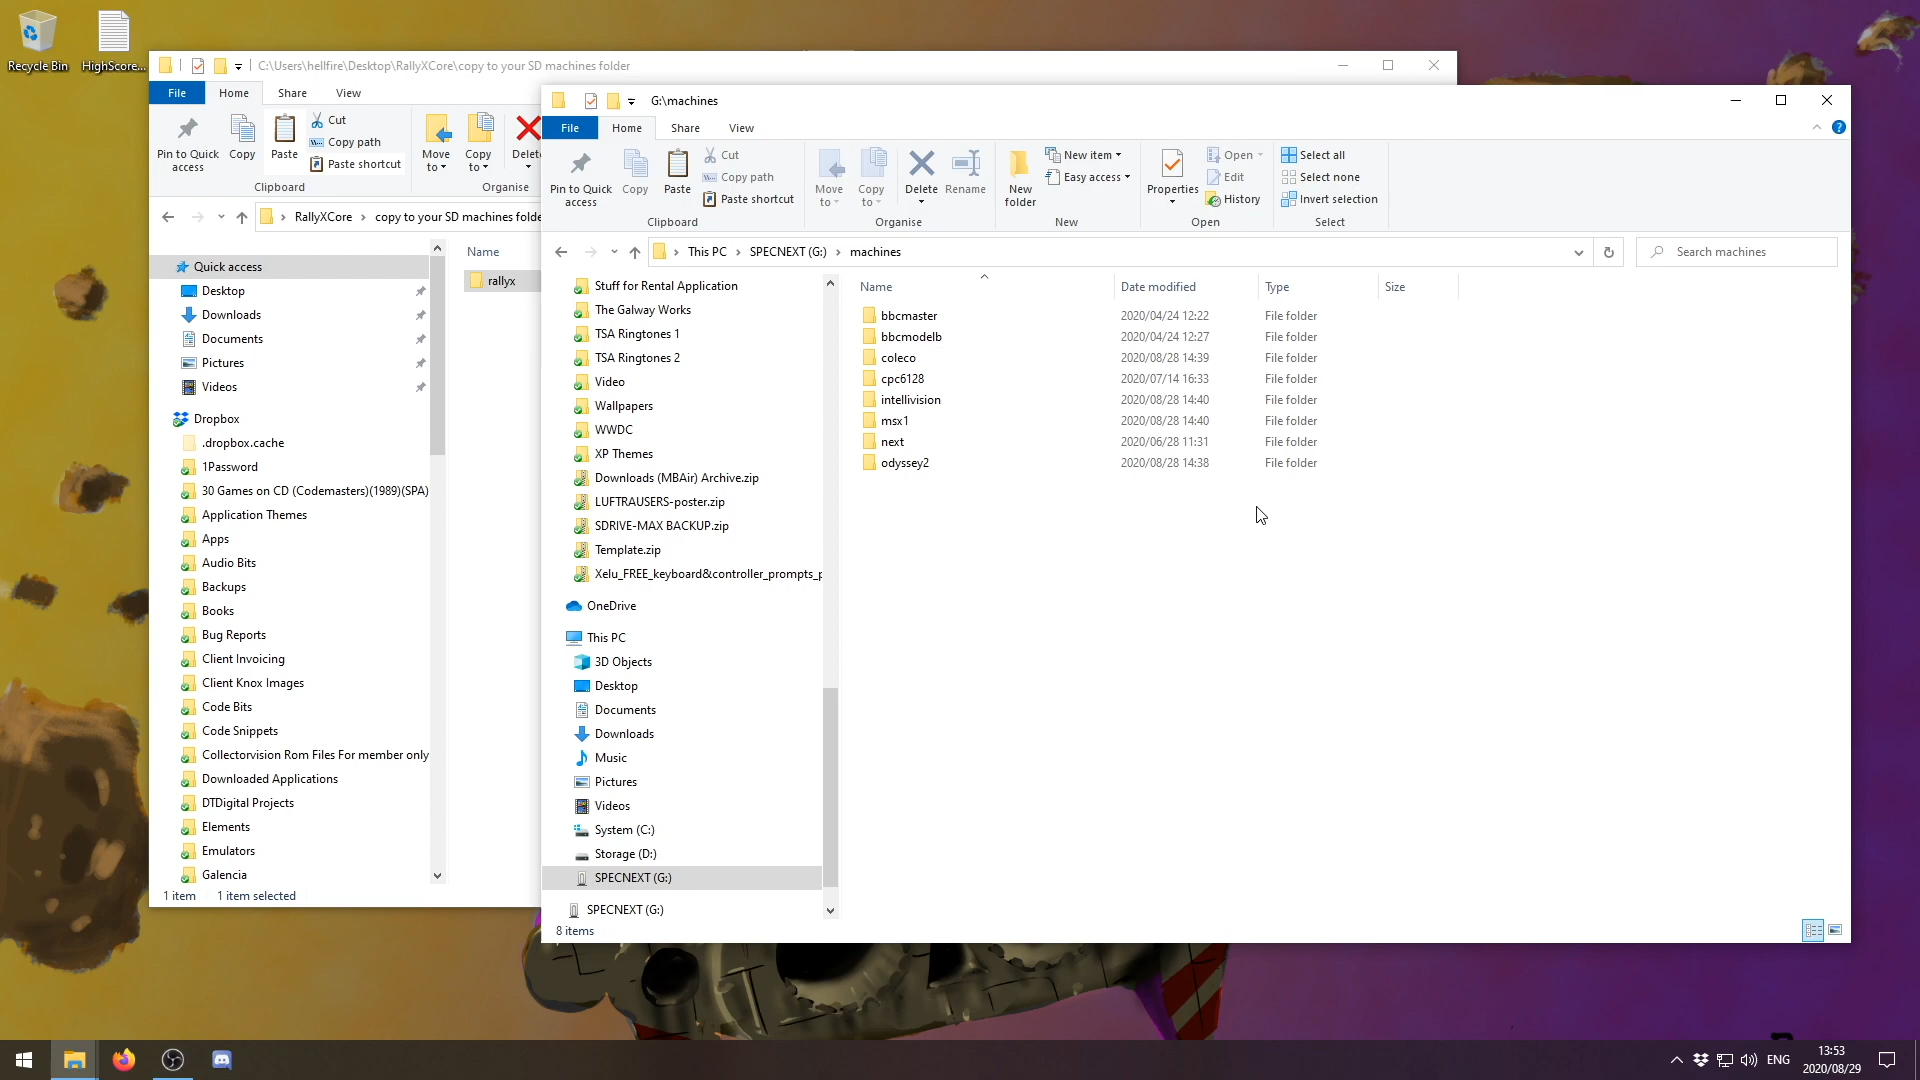 Recycle Bin
HighScore...
C:\Users\hellfire\Desktop\RallyXCore\copy to your SD machines folder
File
Home
Share
View
Pin to Quick access
Copy
Paste
Cut
Copy path
Paste shortcut
Move to
Copy to
Delete
Clipboard
Organise
RallyXCore
copy to your SD machines folde
Quick access
Desktop
Downloads
Documents
Pictures
Videos
Dropbox
.dropbox.cache
1Password
30 Games on CD (Codemasters)(1989)(SPA)
Application Themes
Apps
Audio Bits
Backups
Books
Bug Reports
Client Invoicing
Client Knox Images
Code Bits
Code Snippets
Collectorvision Rom Files For member only
Downloaded Applications
DTDigital Projects
Elements
Emulators
Galencia
Name
rallyx
1 item
1 item selected
G:\machines
File
Home
Share
View
Pin to Quick access
Copy
Paste
Cut
Copy path
Paste shortcut
Clipboard
Move to
Copy to
Delete
Rename
Organise
New folder
New item
Easy access
New
Properties
Open
Edit
History
Open
Select all
Select none
Invert selection
Select
This PC
SPECNEXT (G:)
machines
Search machines
Stuff for Rental Application
The Galway Works
TSA Ringtones 1
TSA Ringtones 2
Video
Wallpapers
WWDC
XP Themes
Downloads (MBAir) Archive.zip
LUFTRAUSERS-poster.zip
SDRIVE-MAX BACKUP.zip
Template.zip
Xelu_FREE_keyboard&controller_prompts_p
OneDrive
This PC
3D Objects
Desktop
Documents
Downloads
Music
Pictures
Videos
System (C:)
Storage (D:)
SPECNEXT (G:)
SPECNEXT (G:)
8 items
Name Date modified Type Size
bbcmaster 2020/04/24 12:22 File folder
bbcmodelb 2020/04/24 12:27 File folder
coleco 2020/08/28 14:39 File folder
cpc6128 2020/07/14 16:33 File folder
intellivision 2020/08/28 14:40 File folder
msx1 2020/08/28 14:40 File folder
next 2020/06/28 11:31 File folder
odyssey2 2020/08/28 14:38 File folder
ENG
13:53
2020/08/29